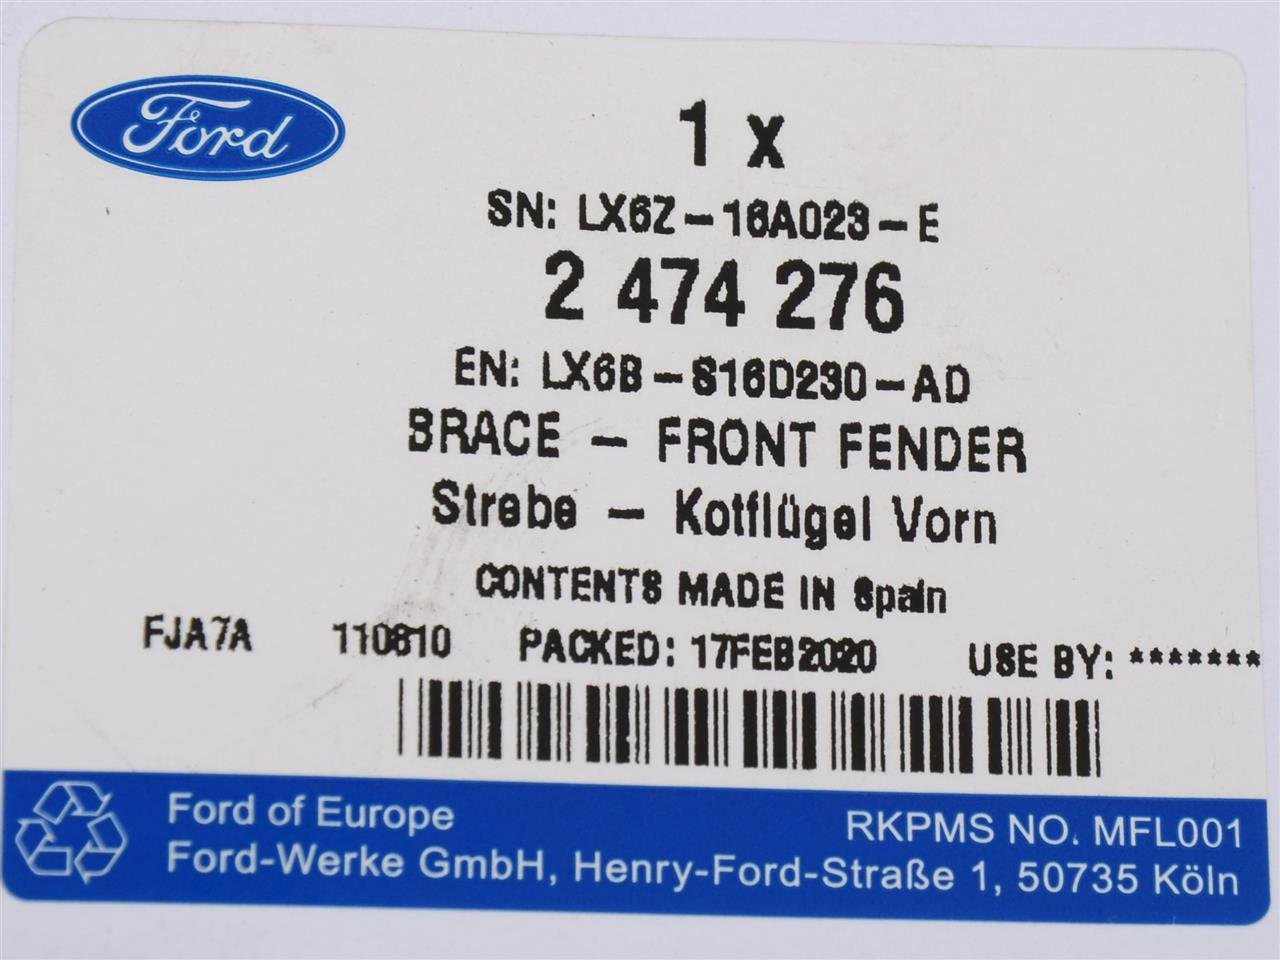 Ford
1 x
SN: LX6Z-16A023-E
2 474 276
EN: LX6B-S16D230-AD
BRACE - FRONT FENDER
Strebe - Kotflügel Vorn
CONTENTS MADE IN Spain
FJA7A 110610 PACKED: 17FEB2020 USE BY: *******
Ford of Europe
Ford-Werke GmbH, Henry-Ford-Straße 1, 50735 Köln
RKPMS NO. MFL001